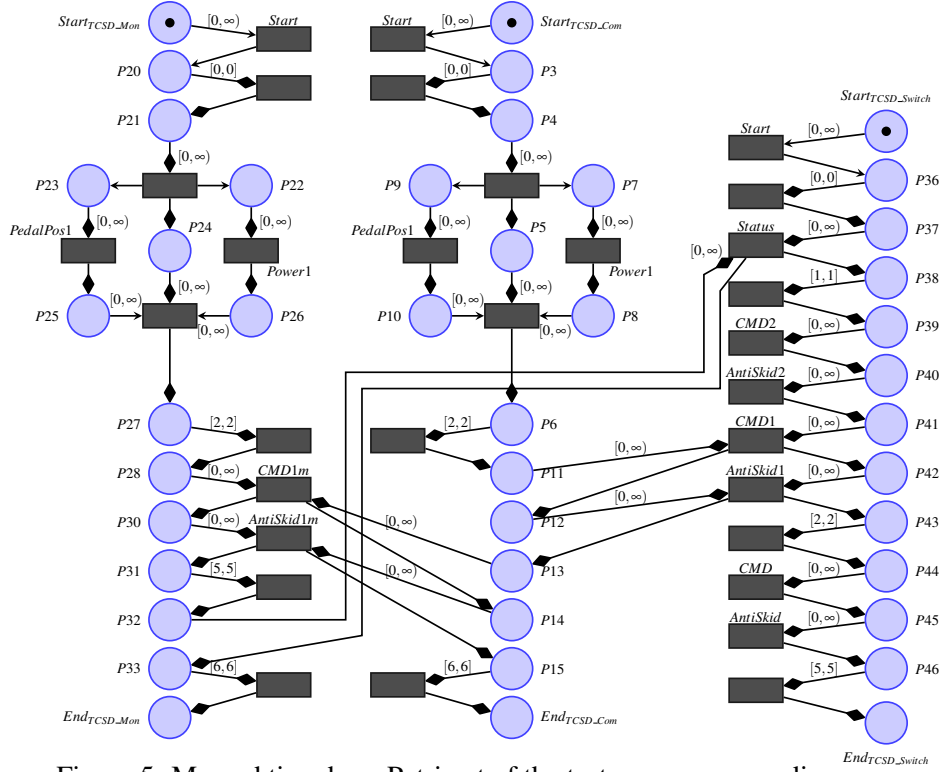 Start_TCSD_Mon [0,∞) Start Start [0,∞) Start_TCSD_Com
P20 [0,0] [0,0] P3
Start_TCSD_Switch
P21 P4
Start [0,∞)
[0,∞) [0,∞)
P23 P22 P9 P7 [0,0] P36
[0,∞) P24 [0,∞) [0,∞) P5 [0,∞)
PedalPos1 PedalPos1 Status [0,∞) P37
[0,∞)
Power1 Power1 [1,1] P38
[0,∞) [0,∞)
[0,∞) [0,∞)
P25 P26 P10 P8
[0,∞) [0,∞)
CMD2 [0,∞) P39
AntiSkid2 [0,∞) P40
P27 [2,2] [2,2] P6
CMD1 [0,∞) P41
[0,∞)
P28 [0,∞) CMD1m P11
AntiSkid1 [0,∞) P42
[0,∞)
P30 [0,∞) AntiSkid1m [0,∞) P12 [2,2] P43
P31 [5,5] [0,∞) P13 CMD [0,∞) P44
P32 P14 AntiSkid [0,∞) P45
P33 [6,6] [6,6] P15 [5,5] P46
End_TCSD_Mon End_TCSD_Com
End_TCSD_Switch